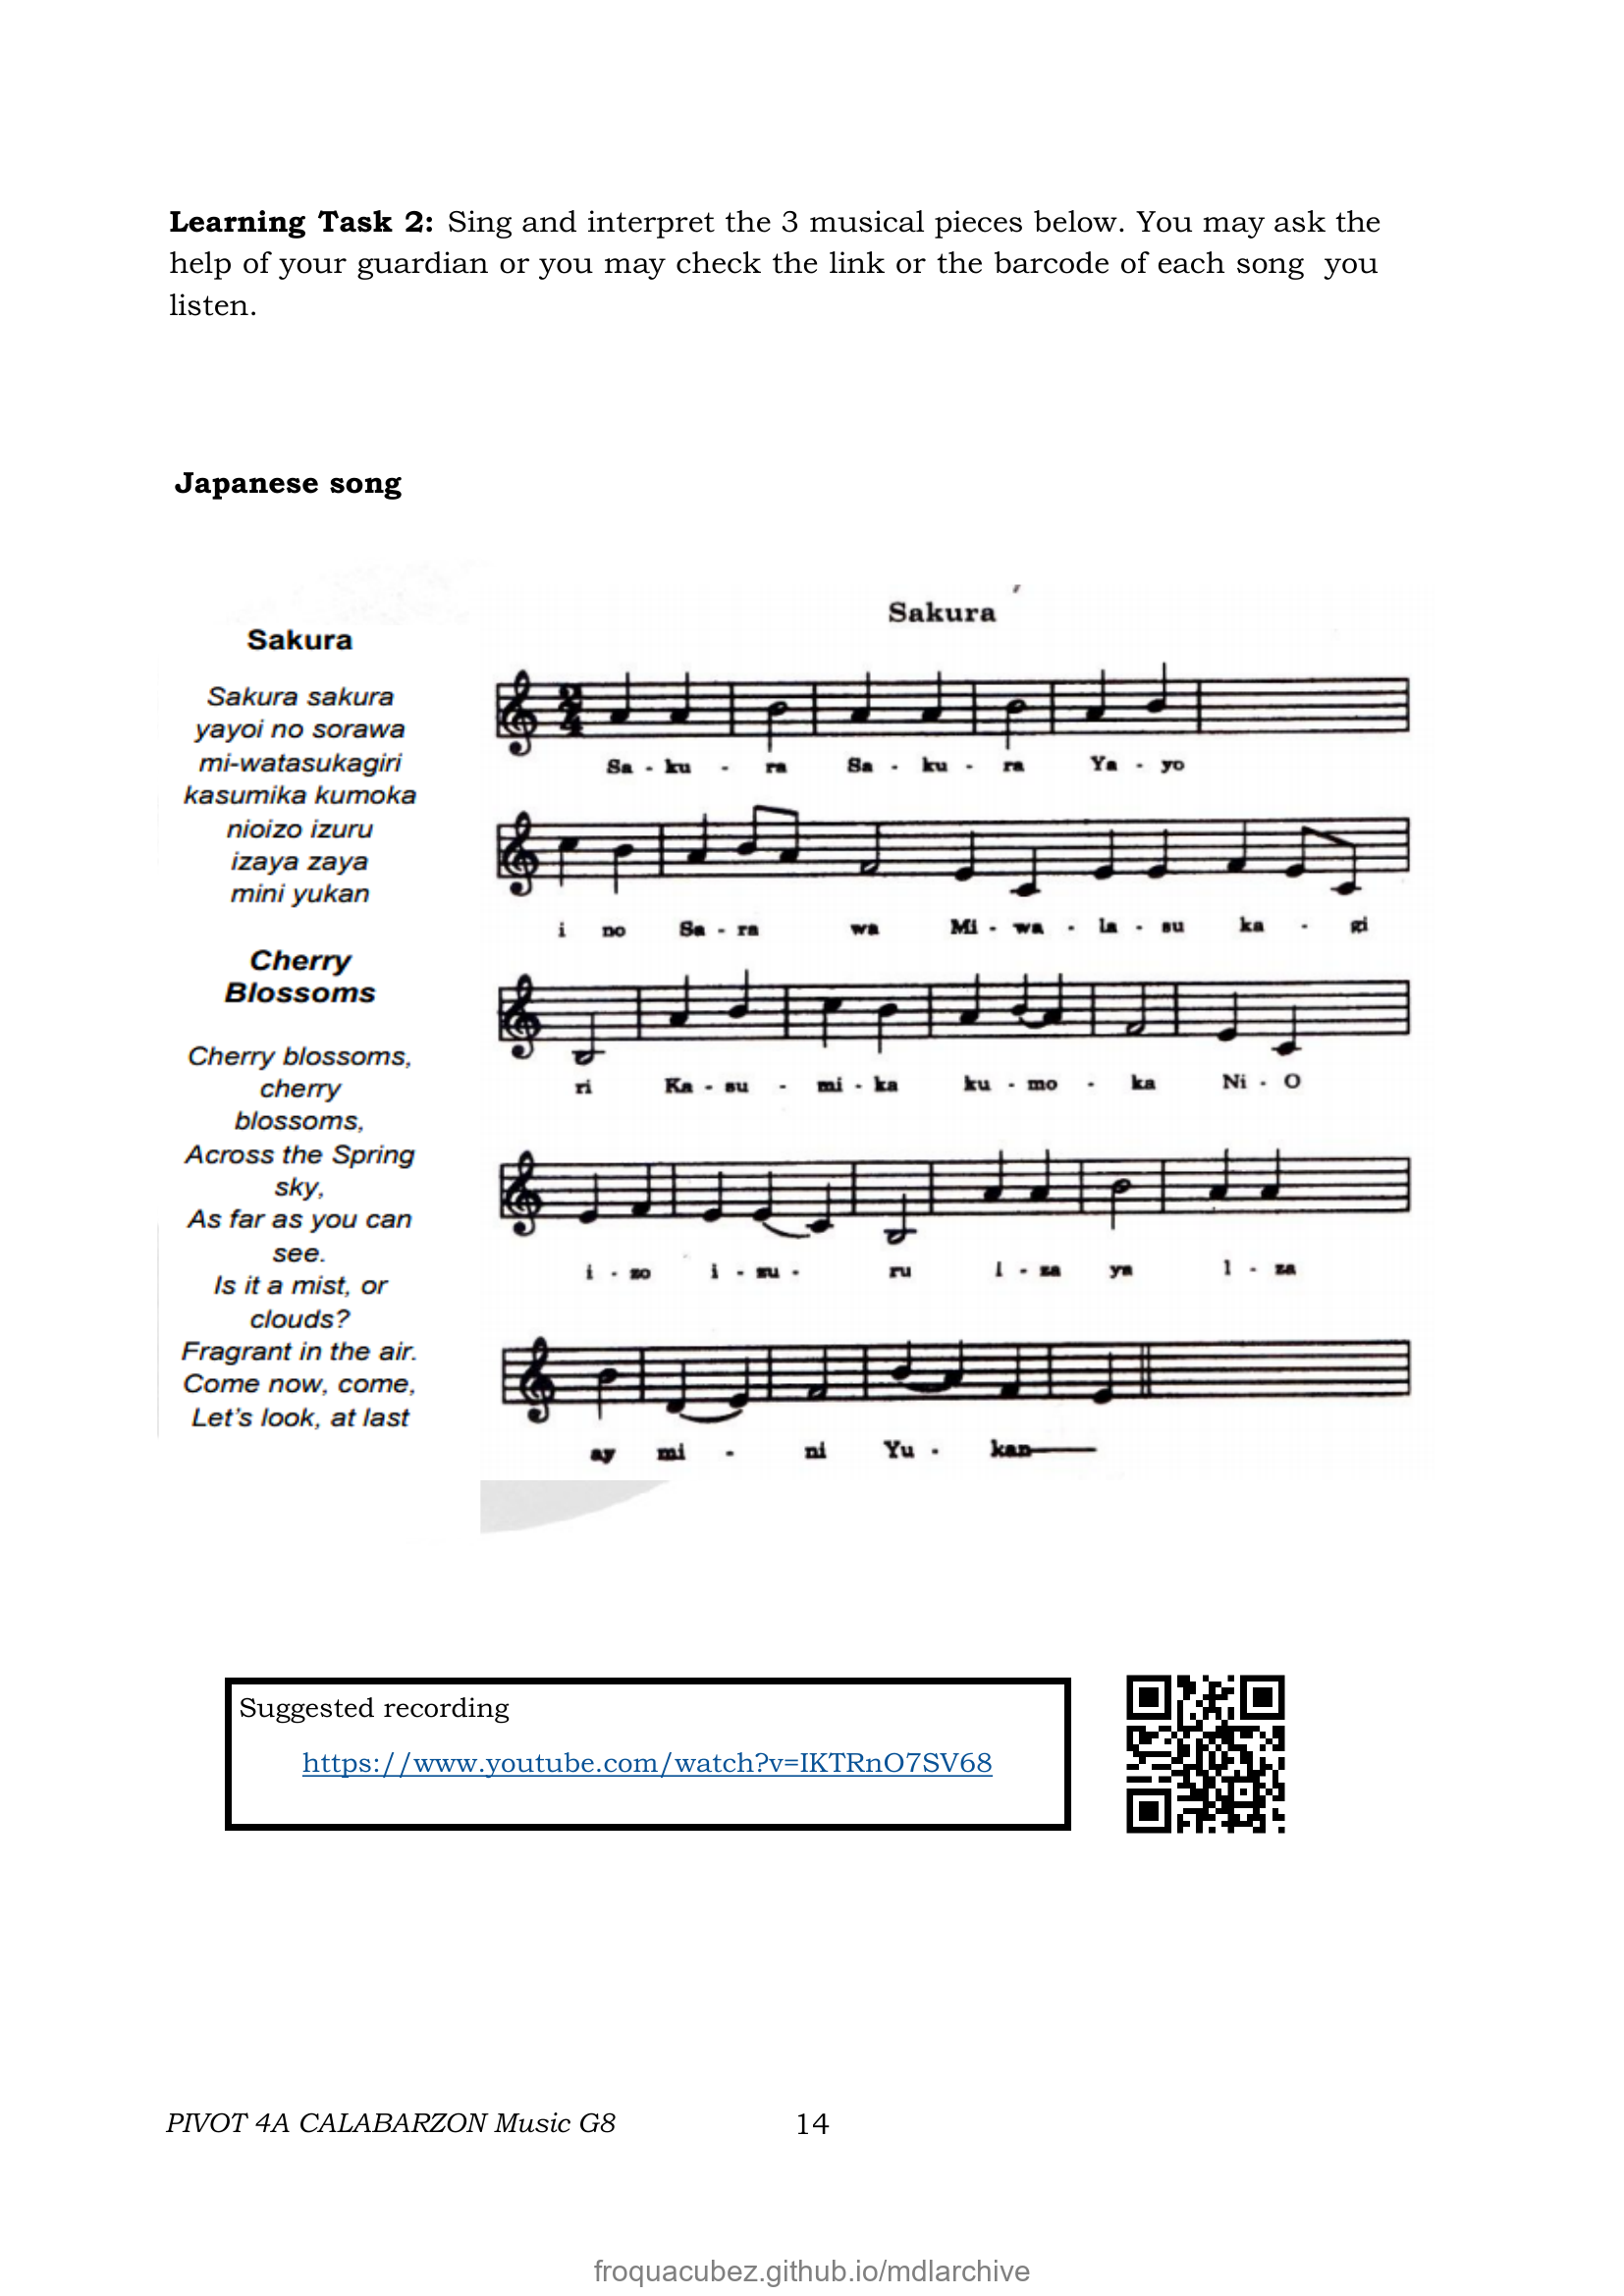 Learning Task 2: Sing and interpret the 3 musical pieces below. You may ask the
help of your guardian or you may check the link or the barcode of each song you
listen.
Japanese song
Sakura
Sakura sakura
yayoi no sorawa
mi-watasukagiri
kasumika kumoka
nioizo izuru
izaya zaya
mini yukan
Cherry
Blossoms
Cherry blossoms,
cherry
blossoms,
Across the Spring
sky,
As far as you can
see.
Is it a mist, or
clouds?
Fragrant in the air.
Come now, come,
Let's look, at last
Sakura
2
4
Sa - ku - ra Sa - ku - ra Ya - yo
i no Sa - ra wa Mi - wa - la - su ka - gi
ri Ka - su - mi - ka ku - mo - ka Ni - O
i - zo i - zu - ru I - za ya I - za
ay mi - ni Yu - kan
Suggested recording
https://www.youtube.com/watch?v=IKTRnO7SV68
PIVOT 4A CALABARZON Music G8
14
froquacubez.github.io/mdlarchive